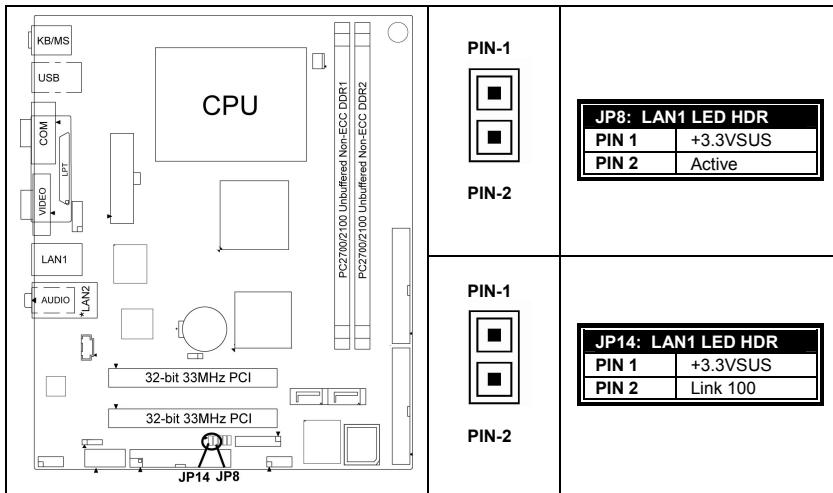 KB/MS
USB
COM
LPT
VIDEO
LAN1
AUDIO
*LAN2
CPU
PC2700/2100 Unbuffered Non-ECC DDR1
PC2700/2100 Unbuffered Non-ECC DDR2
32-bit 33MHz PCI
32-bit 33MHz PCI
JP14 JP8
PIN-1
PIN-2
JP8: LAN1 LED HDR
PIN 1 +3.3VSUS
PIN 2 Active
PIN-1
PIN-2
JP14: LAN1 LED HDR
PIN 1 +3.3VSUS
PIN 2 Link 100